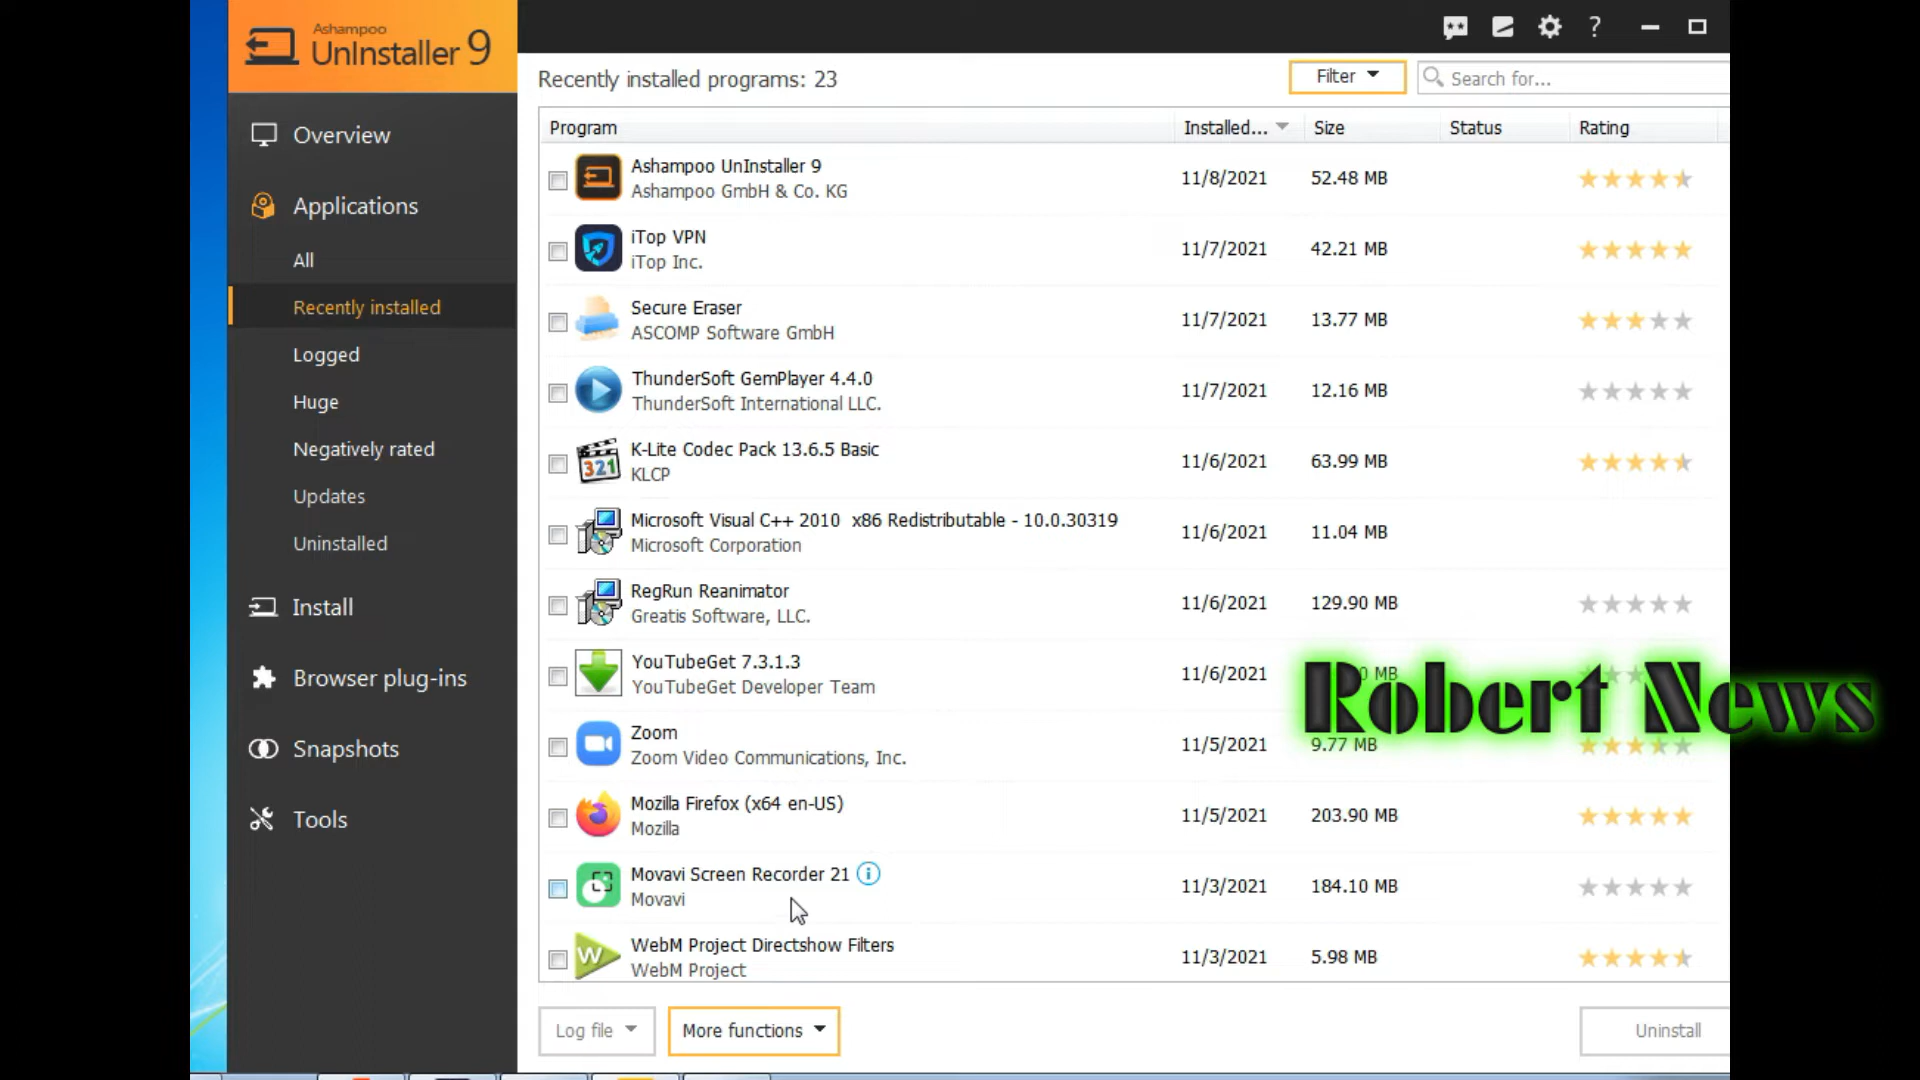 Ashampoo
UnInstaller 9
Overview
Applications
All
Recently installed
Logged
Huge
Negatively rated
Updates
Uninstalled
Install
Browser plug-ins
Snapshots
Tools
?
Recently installed programs: 23
Filter
Search for...
Program Installed... Size Status Rating
Ashampoo UnInstaller 9
Ashampoo GmbH & Co. KG
11/8/2021 52.48 MB
iTop VPN
iTop Inc.
11/7/2021 42.21 MB
Secure Eraser
ASCOMP Software GmbH
11/7/2021 13.77 MB
ThunderSoft GemPlayer 4.4.0
ThunderSoft International LLC.
11/7/2021 12.16 MB
321
K-Lite Codec Pack 13.6.5 Basic
KLCP
11/6/2021 63.99 MB
Microsoft Visual C++ 2010 x86 Redistributable - 10.0.30319
Microsoft Corporation
11/6/2021 11.04 MB
RegRun Reanimator
Greatis Software, LLC.
11/6/2021 129.90 MB
YouTubeGet 7.3.1.3
YouTubeGet Developer Team
11/6/2021 MB
Robert News
Zoom
Zoom Video Communications, Inc.
11/5/2021 9.77 MB
Mozilla Firefox (x64 en-US)
Mozilla
11/5/2021 203.90 MB
Movavi Screen Recorder 21 i
Movavi
11/3/2021 184.10 MB
W
WebM Project Directshow Filters
WebM Project
11/3/2021 5.98 MB
Log file
More functions
Uninstall